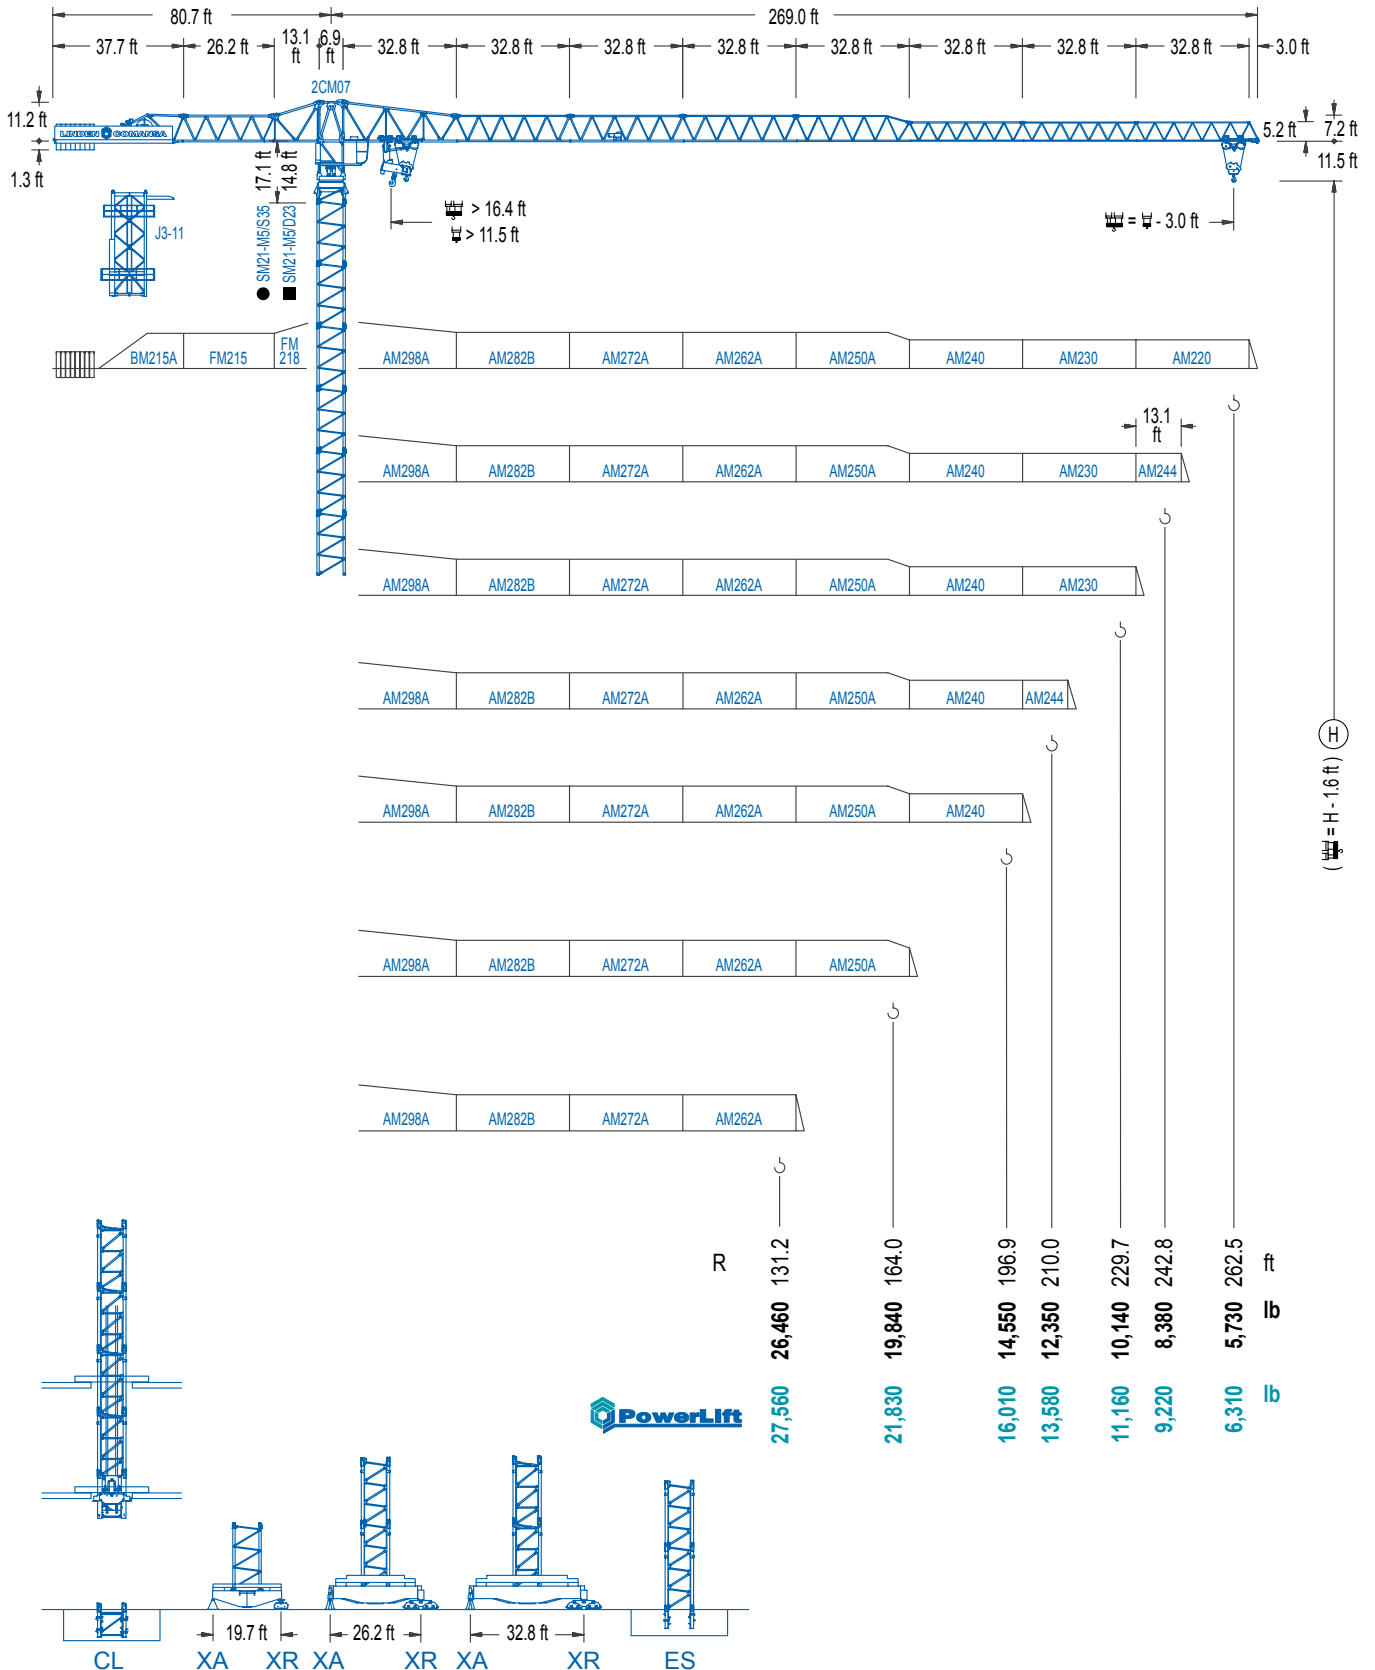 80.7 ft 269.0 ft
37.7 ft 26.2 ft 13.1 ft 6.9 ft 32.8 ft 32.8 ft 32.8 ft 32.8 ft 32.8 ft 32.8 ft 32.8 ft 32.8 ft 3.0 ft
2CM07
11.2 ft
LINDEN COMANSA
5.2 ft 7.2 ft
11.5 ft
1.3 ft
17.1 ft
14.8 ft
> 16.4 ft
> 11.5 ft
= - 3.0 ft
J3-11
● SM21-M5/S35
■ SM21-M5/D23
BM215A FM215 FM 218 AM298A AM282B AM272A AM262A AM250A AM240 AM230 AM220
13.1 ft
AM298A AM282B AM272A AM262A AM250A AM240 AM230 AM244
AM298A AM282B AM272A AM262A AM250A AM240 AM230
AM298A AM282B AM272A AM262A AM250A AM240 AM244
H
( = H - 1.6 ft )
AM298A AM282B AM272A AM262A AM250A AM240
AM298A AM282B AM272A AM262A AM250A
AM298A AM282B AM272A AM262A
R 131.2 164.0 196.9 210.0 229.7 242.8 262.5 ft
26,460 19,840 14,550 12,350 10,140 8,380 5,730 lb
PowerLift 27,560 21,830 16,010 13,580 11,160 9,220 6,310 lb
19.7 ft 26.2 ft 32.8 ft
CL XA XR XA XR XA XR ES